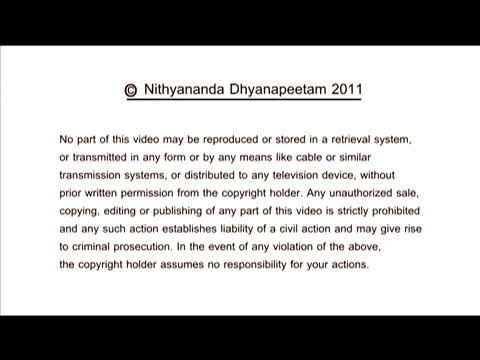 © Nithyananda Dhyanapeetam 2011
No part of this video may be reproduced or stored in a retrieval system,
or transmitted in any form or by any means like cable or similar
transmission systems, or distributed to any television device, without
prior written permission from the copyright holder. Any unauthorized sale,
copying, editing or publishing of any part of this video is strictly prohibited
and any such action establishes liability of a civil action and may give rise
to criminal prosecution. In the event of any violation of the above,
the copyright holder assumes no responsibility for your actions.